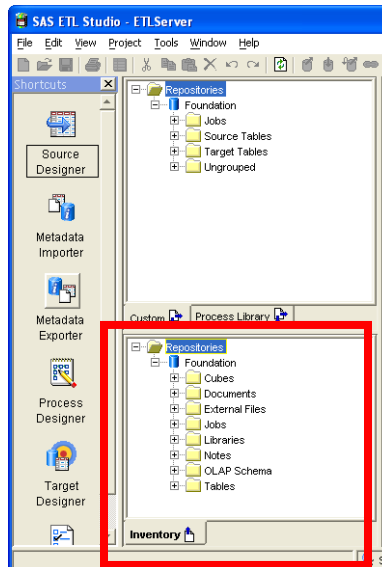 SAS ETL Studio - ETLServer
File Edit View Project Tools Window Help
Shortcuts
Source
Designer
Metadata
Importer
Metadata
Exporter
Process
Designer
Target
Designer
Repositories
Foundation
Jobs
Source Tables
Target Tables
Ungrouped
Custom Process Library
Repositories
Foundation
Cubes
Documents
External Files
Jobs
Libraries
Notes
OLAP Schema
Tables
Inventory